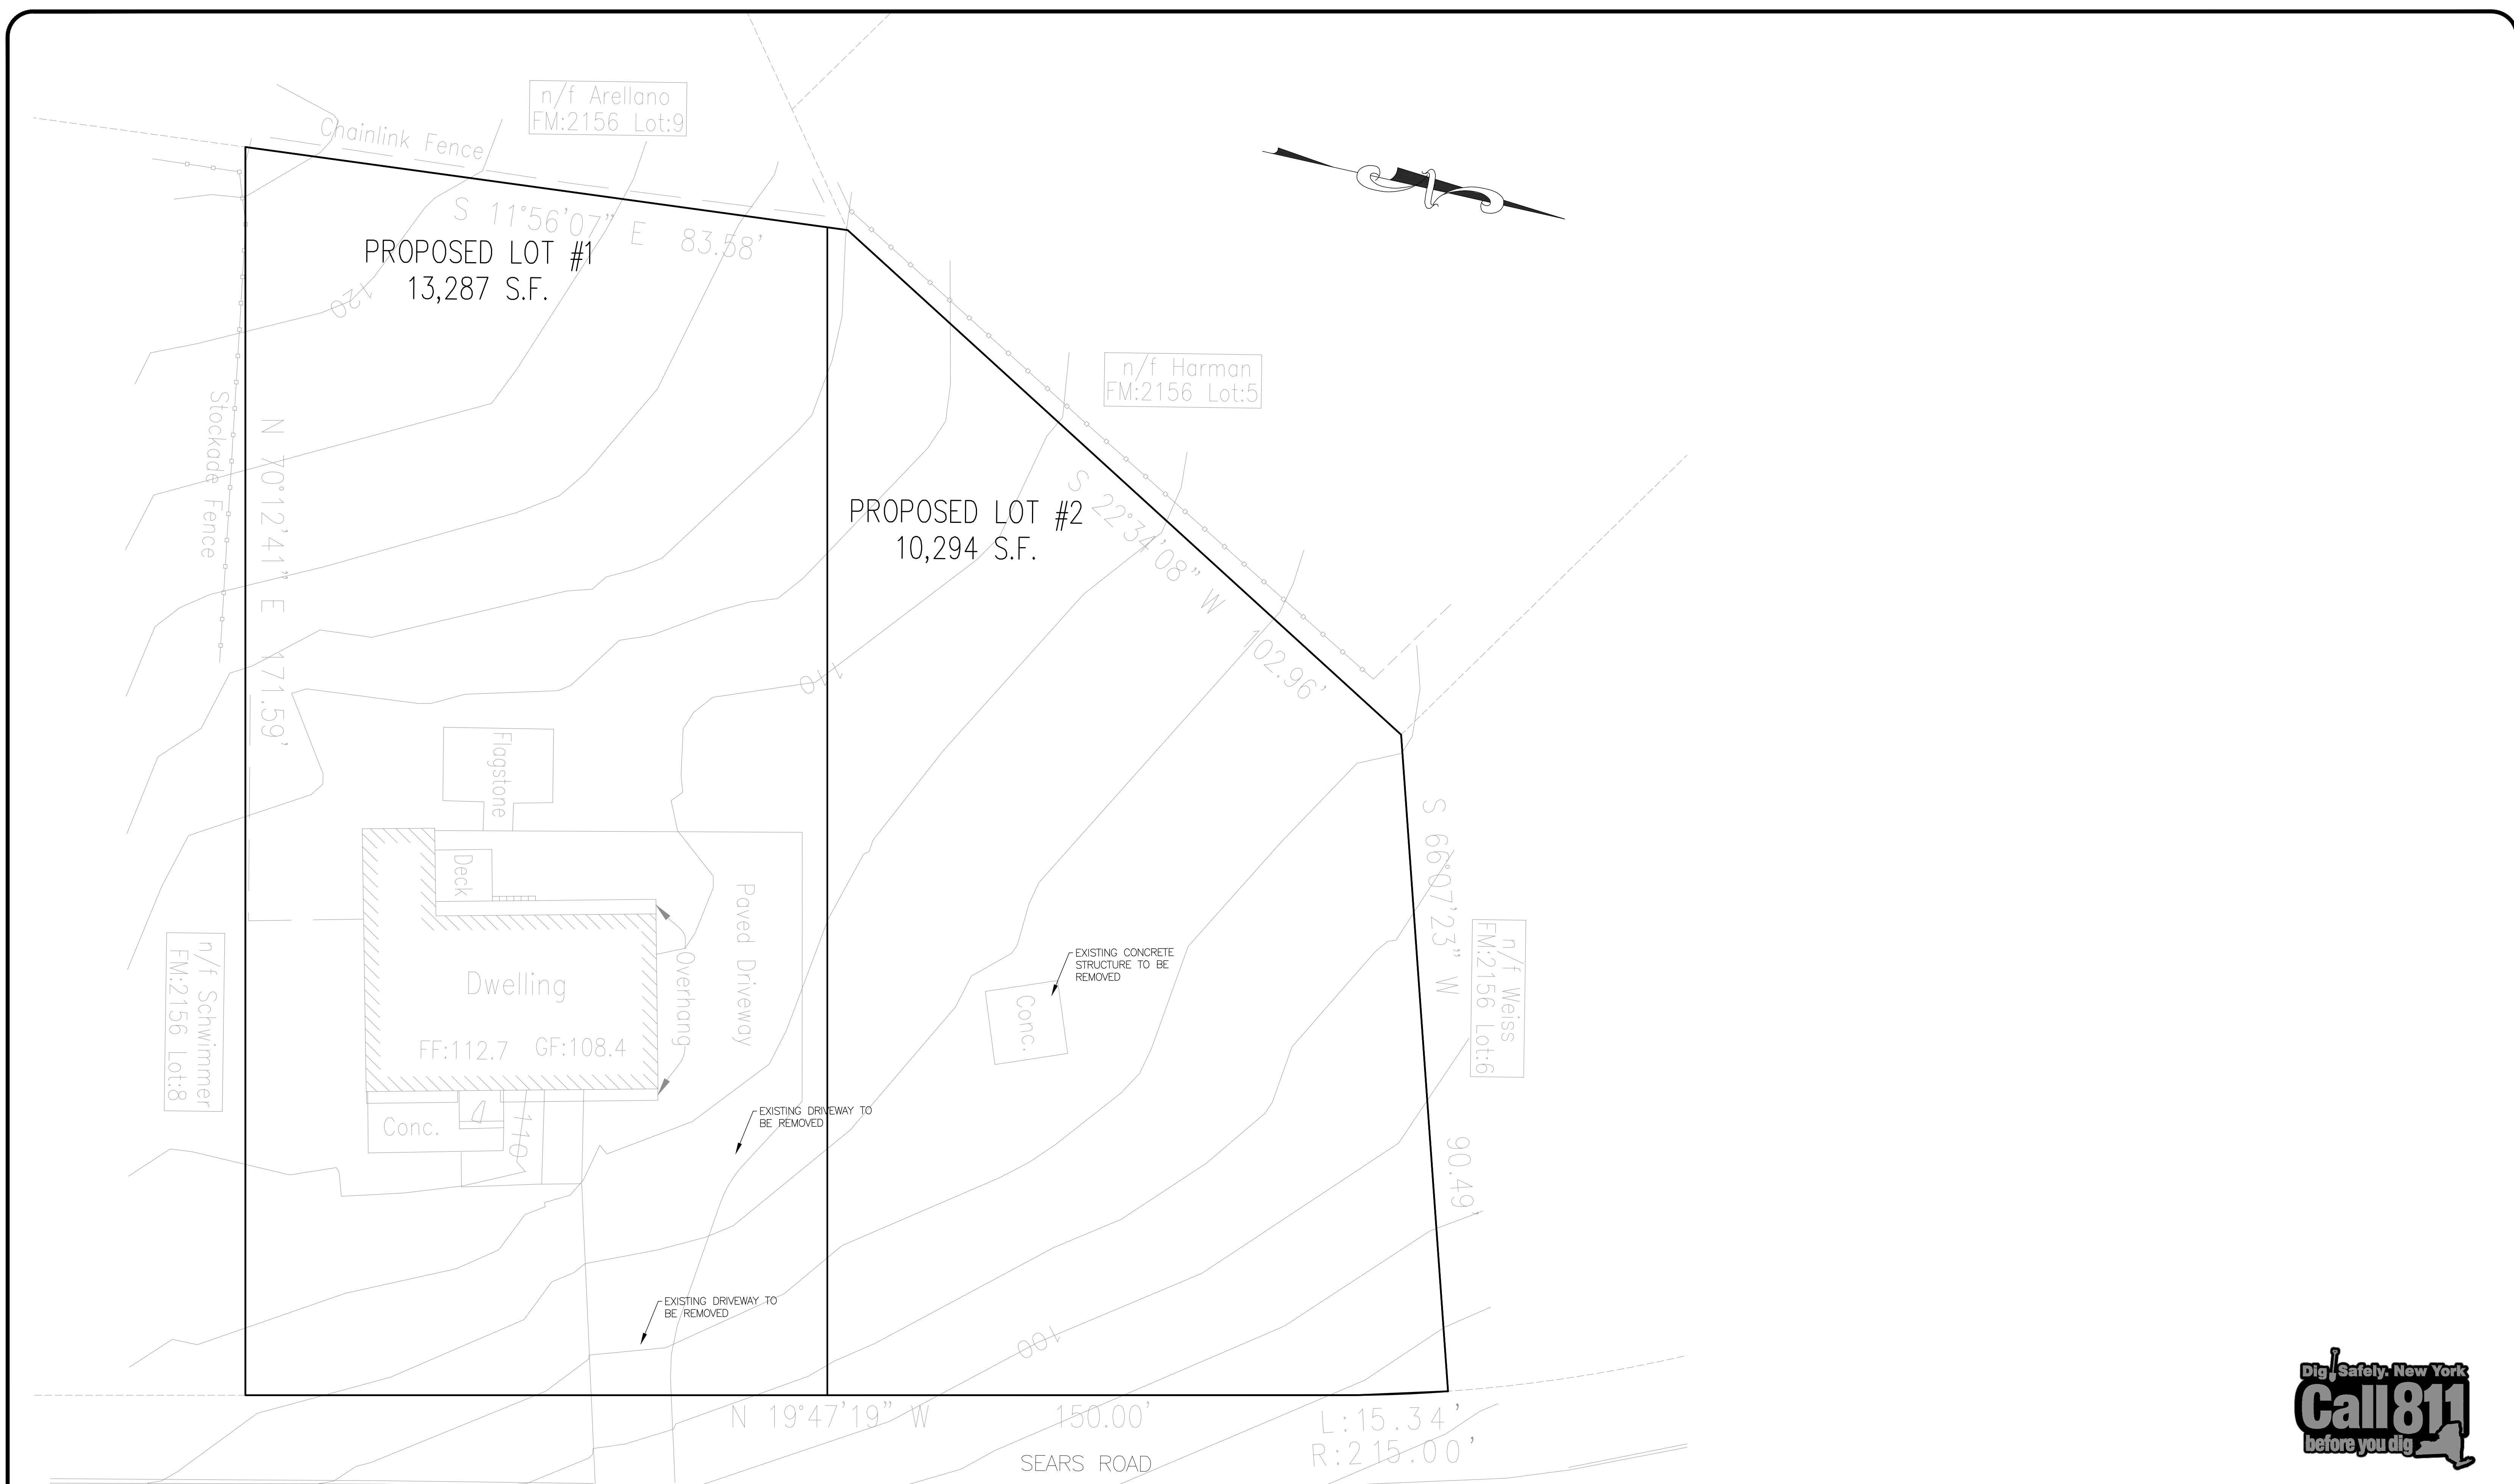 n/f Arellano
FM:2156 Lot:9
Chainlink Fence
S 11°56'07" E 83.58'
PROPOSED LOT #1
13,287 S.F.
120
n/f Harman
FM:2156 Lot:5
Stockade Fence
N 70°12'41" E 171.59'
PROPOSED LOT #2
10,294 S.F.
S 22°34'08" W 102.96'
110
Flagstone
S 66°07'23" W 90.49'
Deck
Paved Driveway
n/f Schwimmer
FM:2156 Lot:8
Dwelling
Overhang
FF:112.7 GF:108.4
EXISTING CONCRETE
STRUCTURE TO BE
REMOVED
Conc.
n/f Weiss
FM:2156 Lot:6
EXISTING DRIVEWAY TO
BE REMOVED
Conc.
110
EXISTING DRIVEWAY TO
BE REMOVED
100
N 19°47'19" W 150.00'
L:15.34'
R:215.00'
SEARS ROAD
Dig Safely. New York
Call 811
before you dig